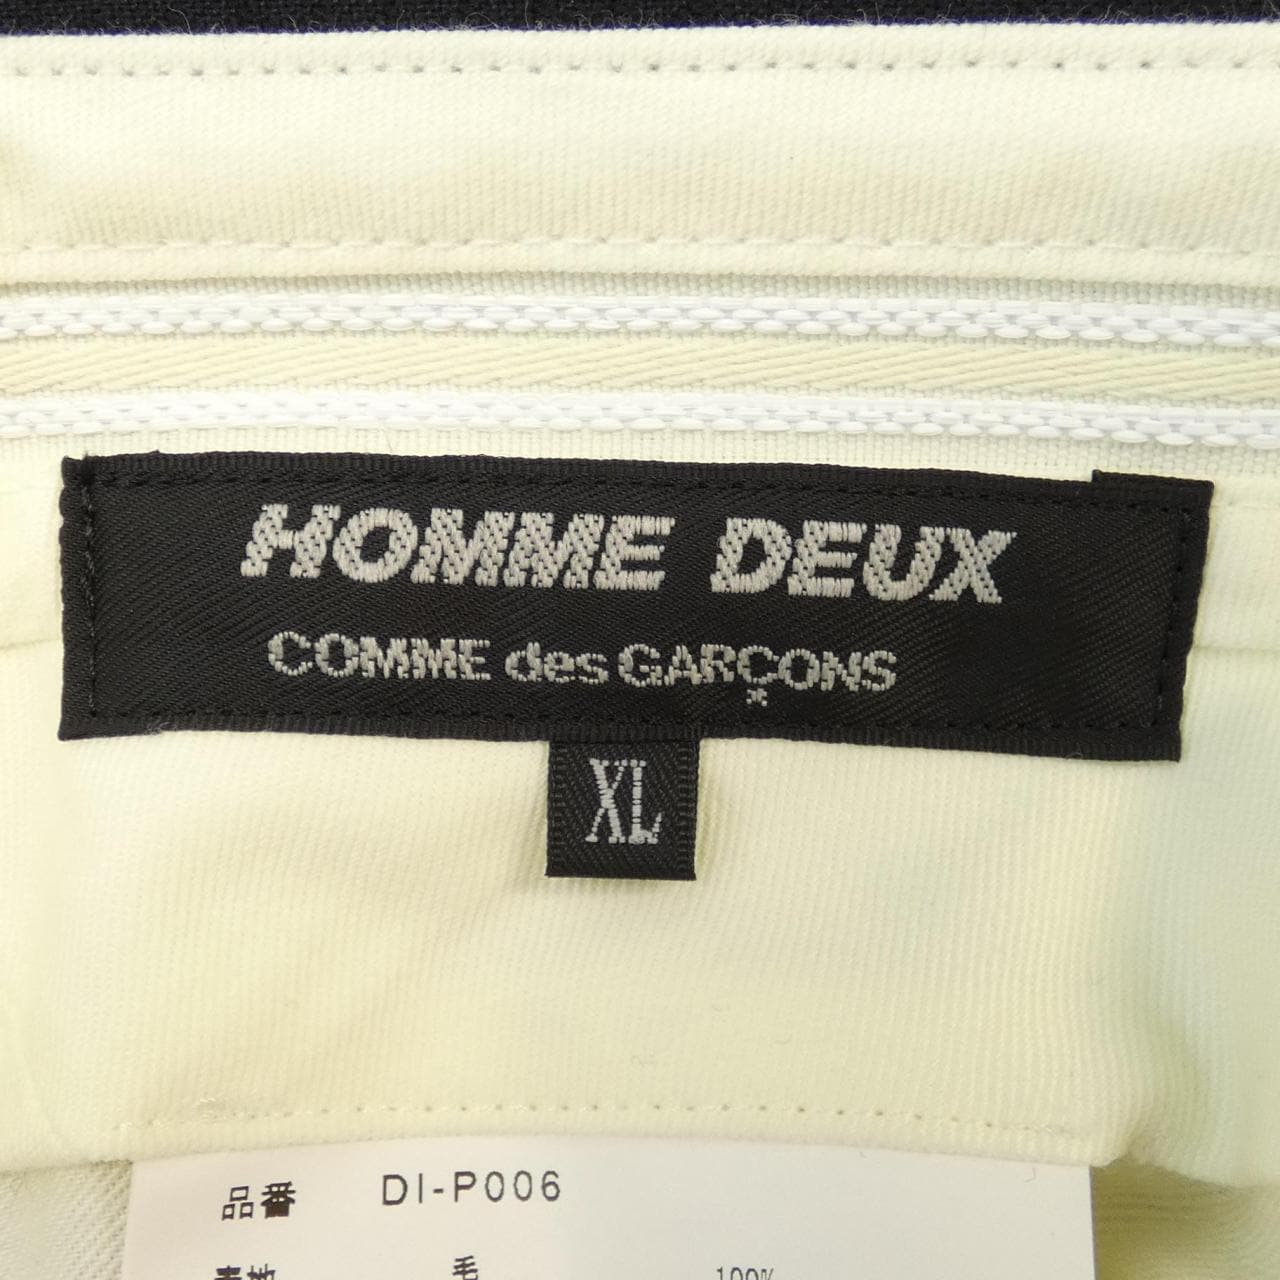 HOMME DEUX
COMME des GARÇONS
XL
品番 DI-P006
毛 100%